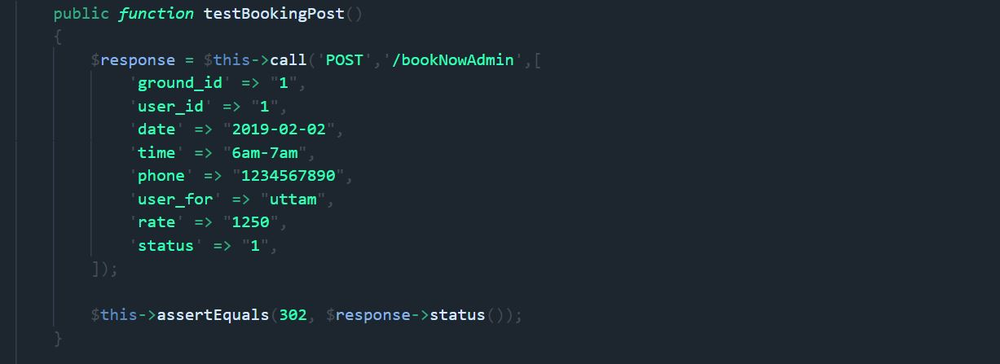 public function testBookingPost()
{
$response = $this->call('POST','/bookNowAdmin',[
'ground_id' => "1",
'user_id' => "1",
'date' => "2019-02-02",
'time' => "6am-7am",
'phone' => "1234567890",
'user_for' => "uttam",
'rate' => "1250",
'status' => "1",
]);
$this->assertEquals(302, $response->status());
}